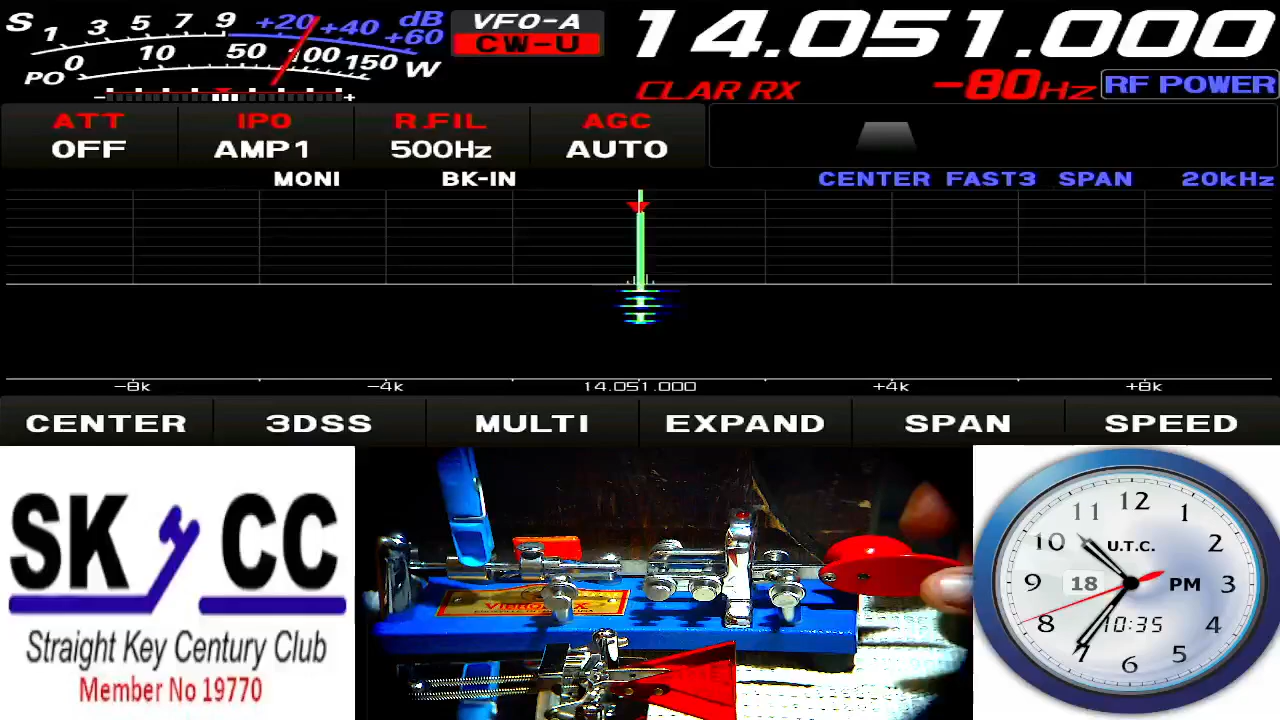 S 1 3 5 7 9 +20 +40 +60 dB
PO 0 10 50 100 150 W
VFO-A
CW-U
14.051.000
CLAR RX -80Hz RF POWER
ATT IPO R.FIL AGC
OFF AMP1 500Hz AUTO
MONI BK-IN CENTER FAST3 SPAN 20kHz
-8k -4k 14.051.000 +4k +8k
CENTER 3DSS MULTI EXPAND SPAN SPEED
SK CC
Straight Key Century Club
Member No 19770
12 1 2 3 4 5 6 7 8 9 10 11
U.T.C.
18 PM
10:35